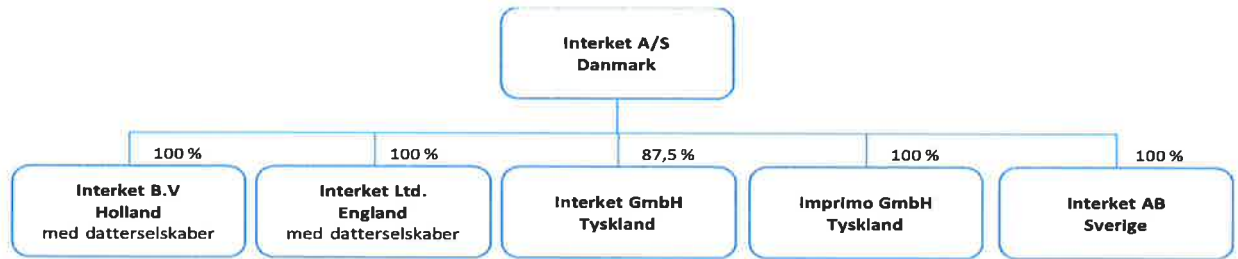 Interket A/S
Danmark
100 %
100 %
87,5 %
100 %
100 %
Interket B.V
Holland
med datterselskaber
Interket Ltd.
England
med datterselskaber
Interket GmbH
Tyskland
Imprimo GmbH
Tyskland
Interket AB
Sverige